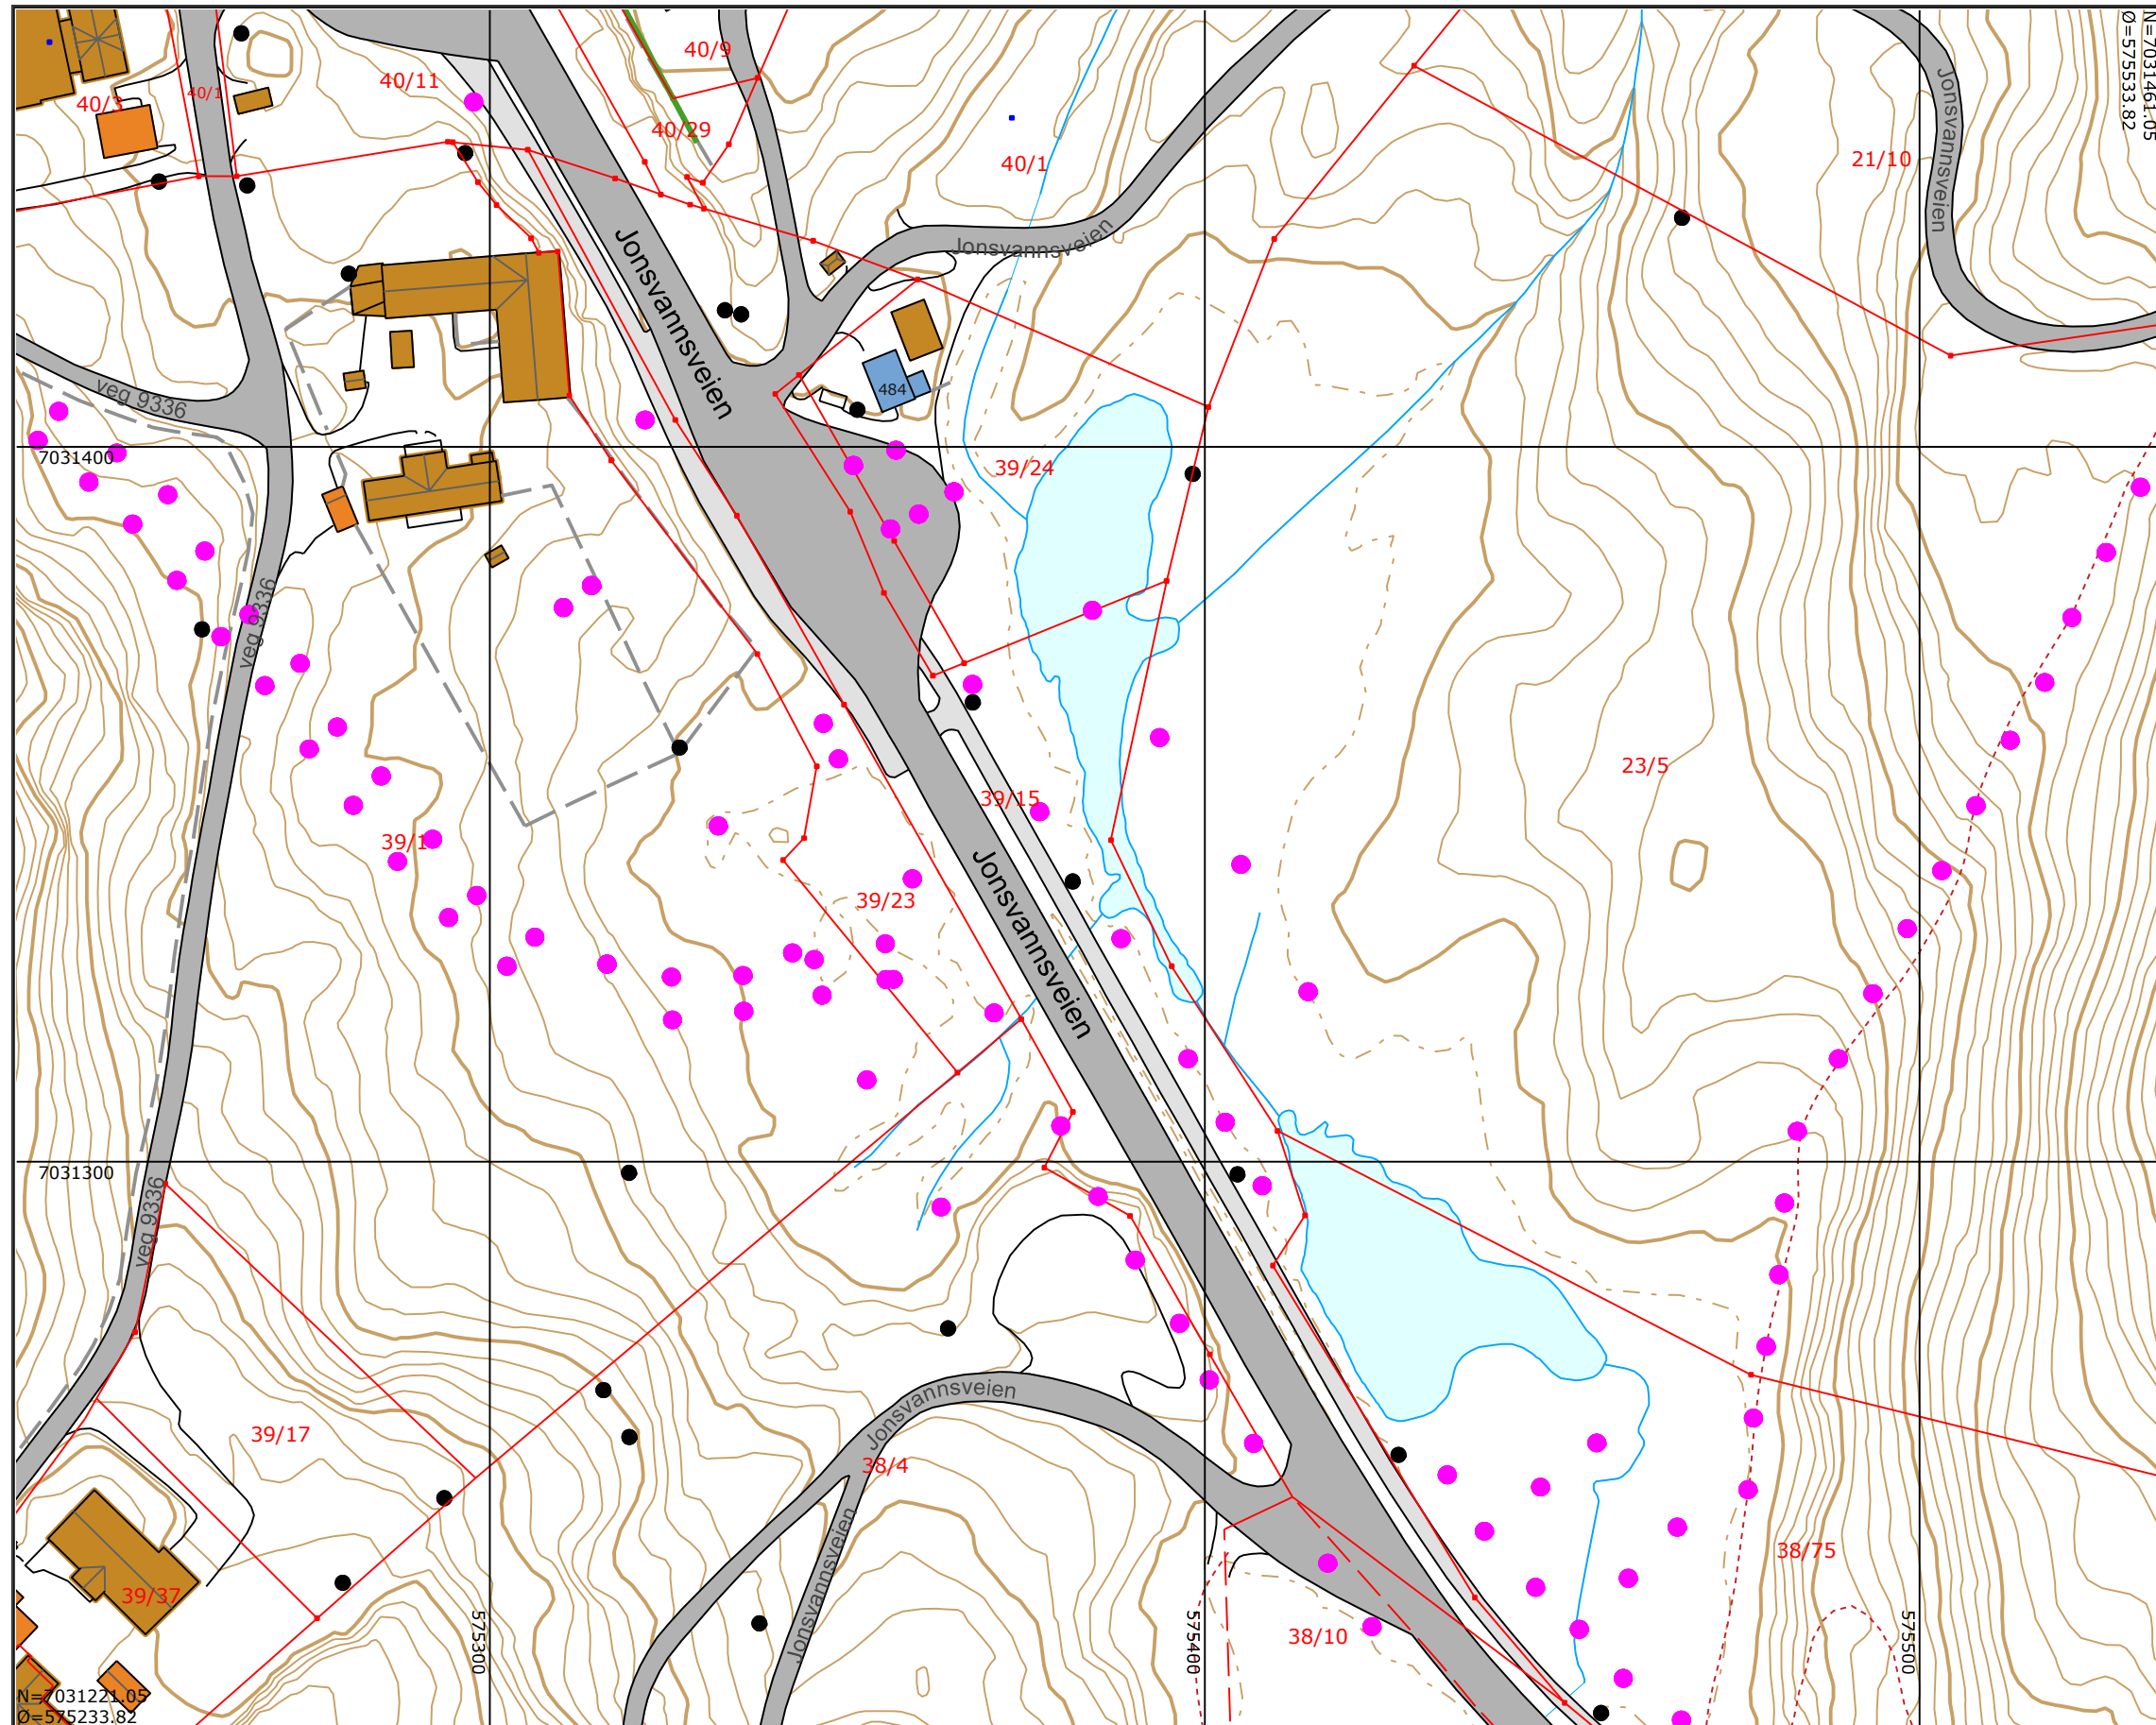 N=7031461.05
Ø=575533.82
40/9
40/11
40/3
40/1
40/29
40/1
21/10
Jonsvannsveien
Jonsvannsveien
Jonsvannsveien
veg 9336
484
7031400
39/24
veg 9336
23/5
39/15
39/1
39/23
Jonsvannsveien
7031300
veg 9336
Jonsvannsveien
39/17
38/4
Jonsvannsveien
38/75
39/37
38/10
575300
575400
575500
N=7031221.05
Ø=575233.82